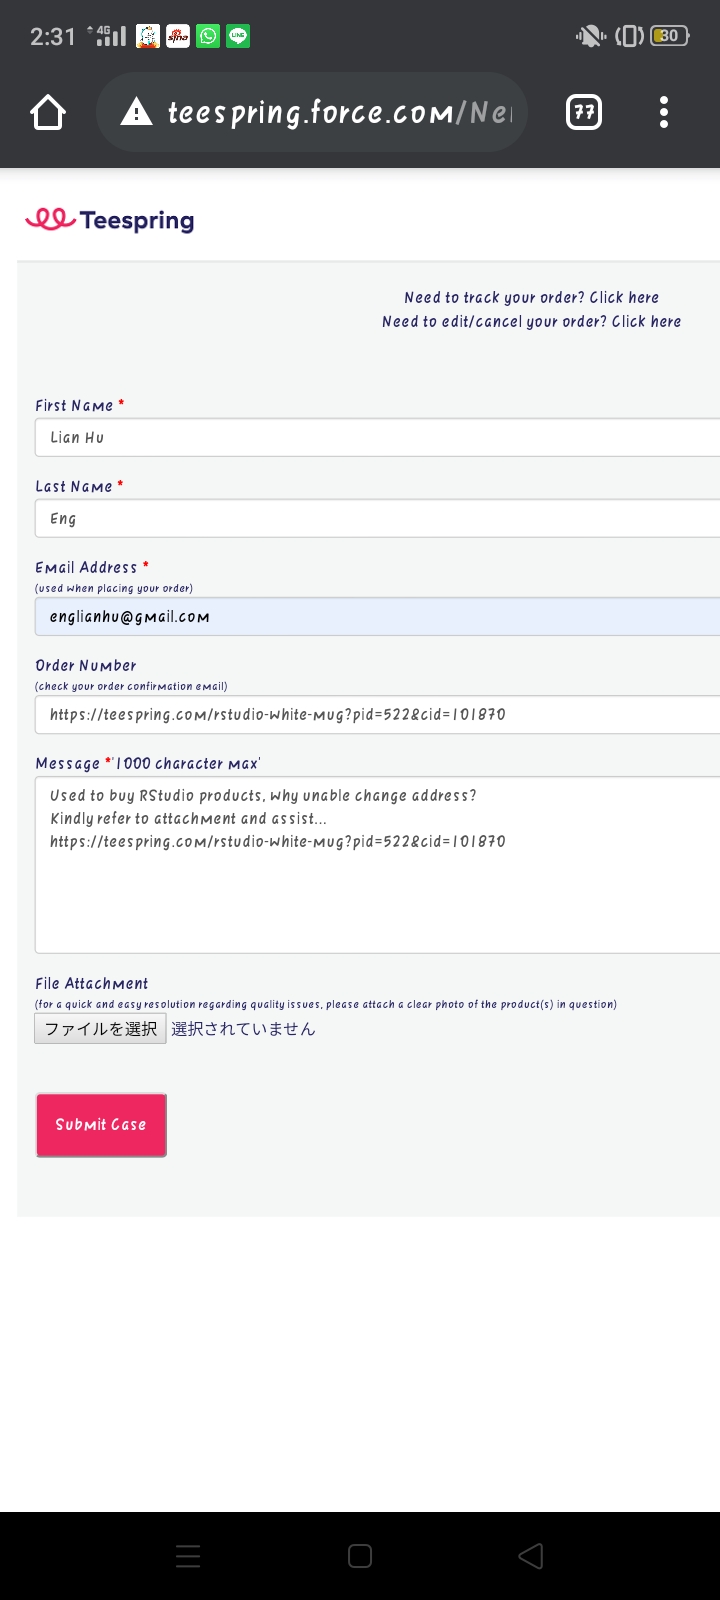 2:31 4G SINA LINE 30
teespring.force.com/Ne
77
Teespring
Need to track your order? Click here
Need to edit/cancel your order? Click here
First Name *
Lian Hu
Last Name *
Eng
Email Address *
(used when placing your order)
englianhu@gmail.com
Order Number
(check your order confirmation email)
https://teespring.com/rstudio-white-mug?pid=522&cid=101870
Message *'1000 character max'
Used to buy RStudio products, why unable change address?
Kindly refer to attachment and assist...
https://teespring.com/rstudio-white-mug?pid=522&cid=101870
File Attachment
(for a quick and easy resolution regarding quality issues, please attach a clear photo of the product(s) in question)
ファイルを選択 選択されていません
Submit Case